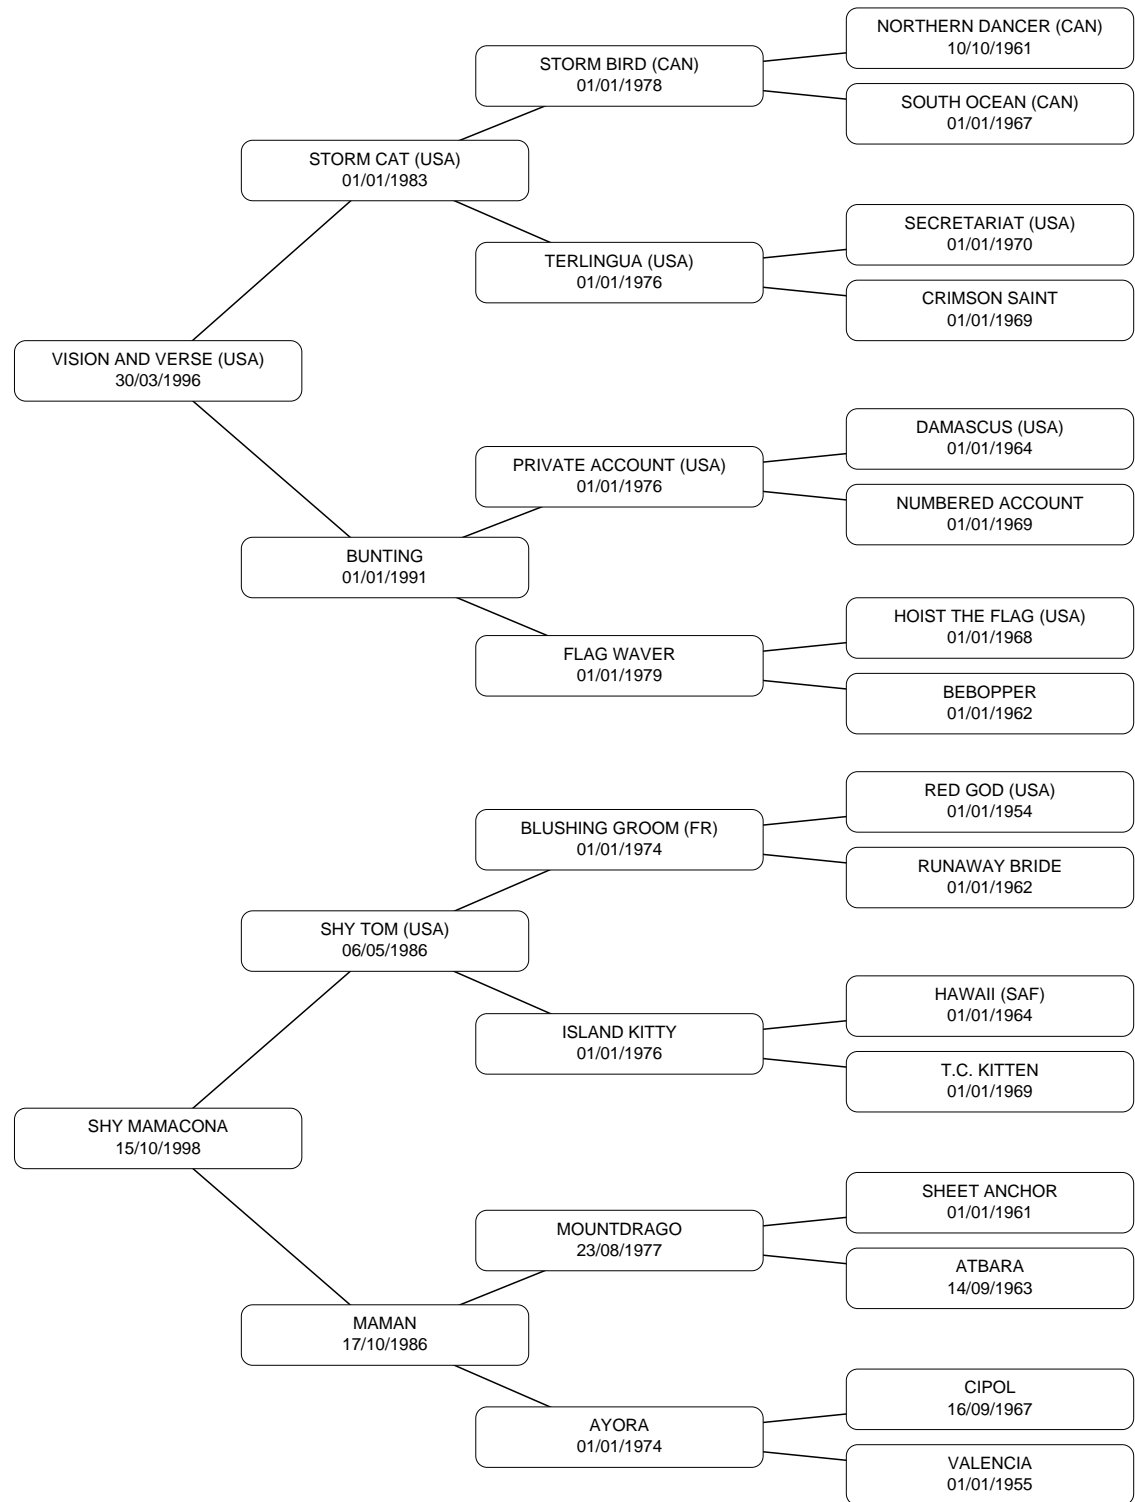 NORTHERN DANCER (CAN)
10/10/1961
STORM BIRD (CAN)
01/01/1978
SOUTH OCEAN (CAN)
01/01/1967
STORM CAT (USA)
01/01/1983
SECRETARIAT (USA)
01/01/1970
TERLINGUA (USA)
01/01/1976
CRIMSON SAINT
01/01/1969
VISION AND VERSE (USA)
30/03/1996
DAMASCUS (USA)
01/01/1964
PRIVATE ACCOUNT (USA)
01/01/1976
NUMBERED ACCOUNT
01/01/1969
BUNTING
01/01/1991
HOIST THE FLAG (USA)
01/01/1968
FLAG WAVER
01/01/1979
BEBOPPER
01/01/1962
RED GOD (USA)
01/01/1954
BLUSHING GROOM (FR)
01/01/1974
RUNAWAY BRIDE
01/01/1962
SHY TOM (USA)
06/05/1986
HAWAII (SAF)
01/01/1964
ISLAND KITTY
01/01/1976
T.C. KITTEN
01/01/1969
SHY MAMACONA
15/10/1998
SHEET ANCHOR
01/01/1961
MOUNTDRAGO
23/08/1977
ATBARA
14/09/1963
MAMAN
17/10/1986
CIPOL
16/09/1967
AYORA
01/01/1974
VALENCIA
01/01/1955